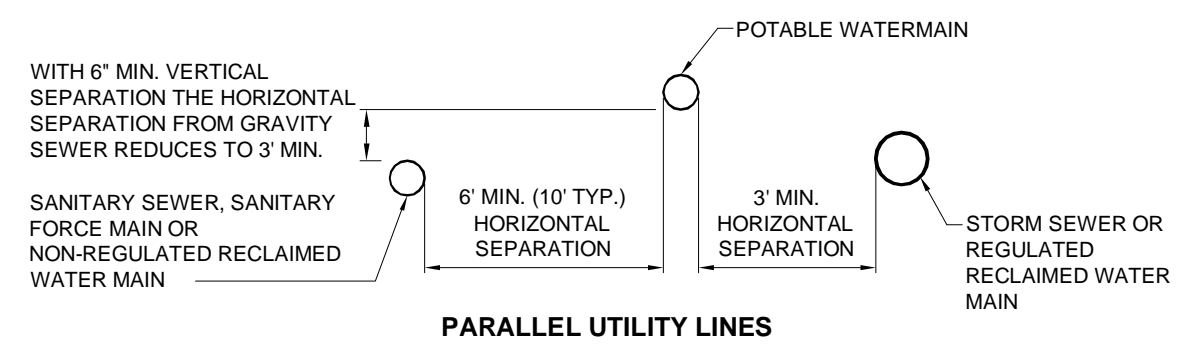 POTABLE WATERMAIN
WITH 6" MIN. VERTICAL
SEPARATION THE HORIZONTAL
SEPARATION FROM GRAVITY
SEWER REDUCES TO 3' MIN.
SANITARY SEWER, SANITARY
FORCE MAIN OR
NON-REGULATED RECLAIMED
WATER MAIN
6' MIN. (10' TYP.)
HORIZONTAL
SEPARATION
3' MIN.
HORIZONTAL
SEPARATION
STORM SEWER OR
REGULATED
RECLAIMED WATER
MAIN
PARALLEL UTILITY LINES